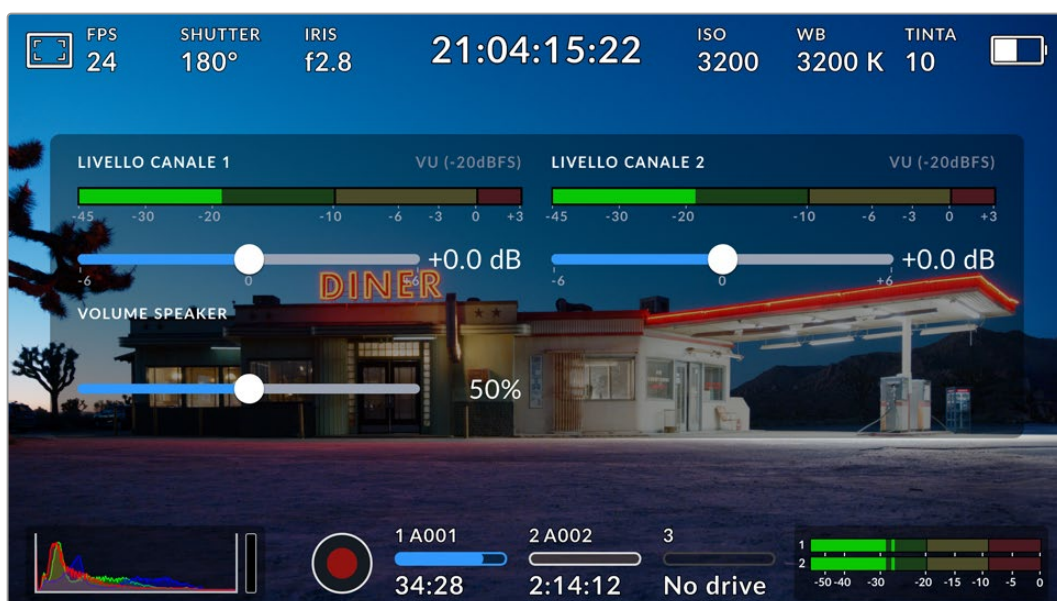 FPS SHUTTER IRIS 21:04:15:22 ISO WB TINTA
24 180° f2.8 3200 3200 K 10
LIVELLO CANALE 1 VU (-20dBFS)
-45 -30 -20 -10 -6 -3 0 +3
+0.0 dB
-6 0 +6
LIVELLO CANALE 2 VU (-20dBFS)
-45 -30 -20 -10 -6 -3 0 +3
+0.0 dB
-6 0 +6
DINER
VOLUME SPEAKER
50%
1 A001 2 A002 3
34:28 2:14:12 No drive
1
2
-50 -40 -30 -20 -15 -10 -5 0